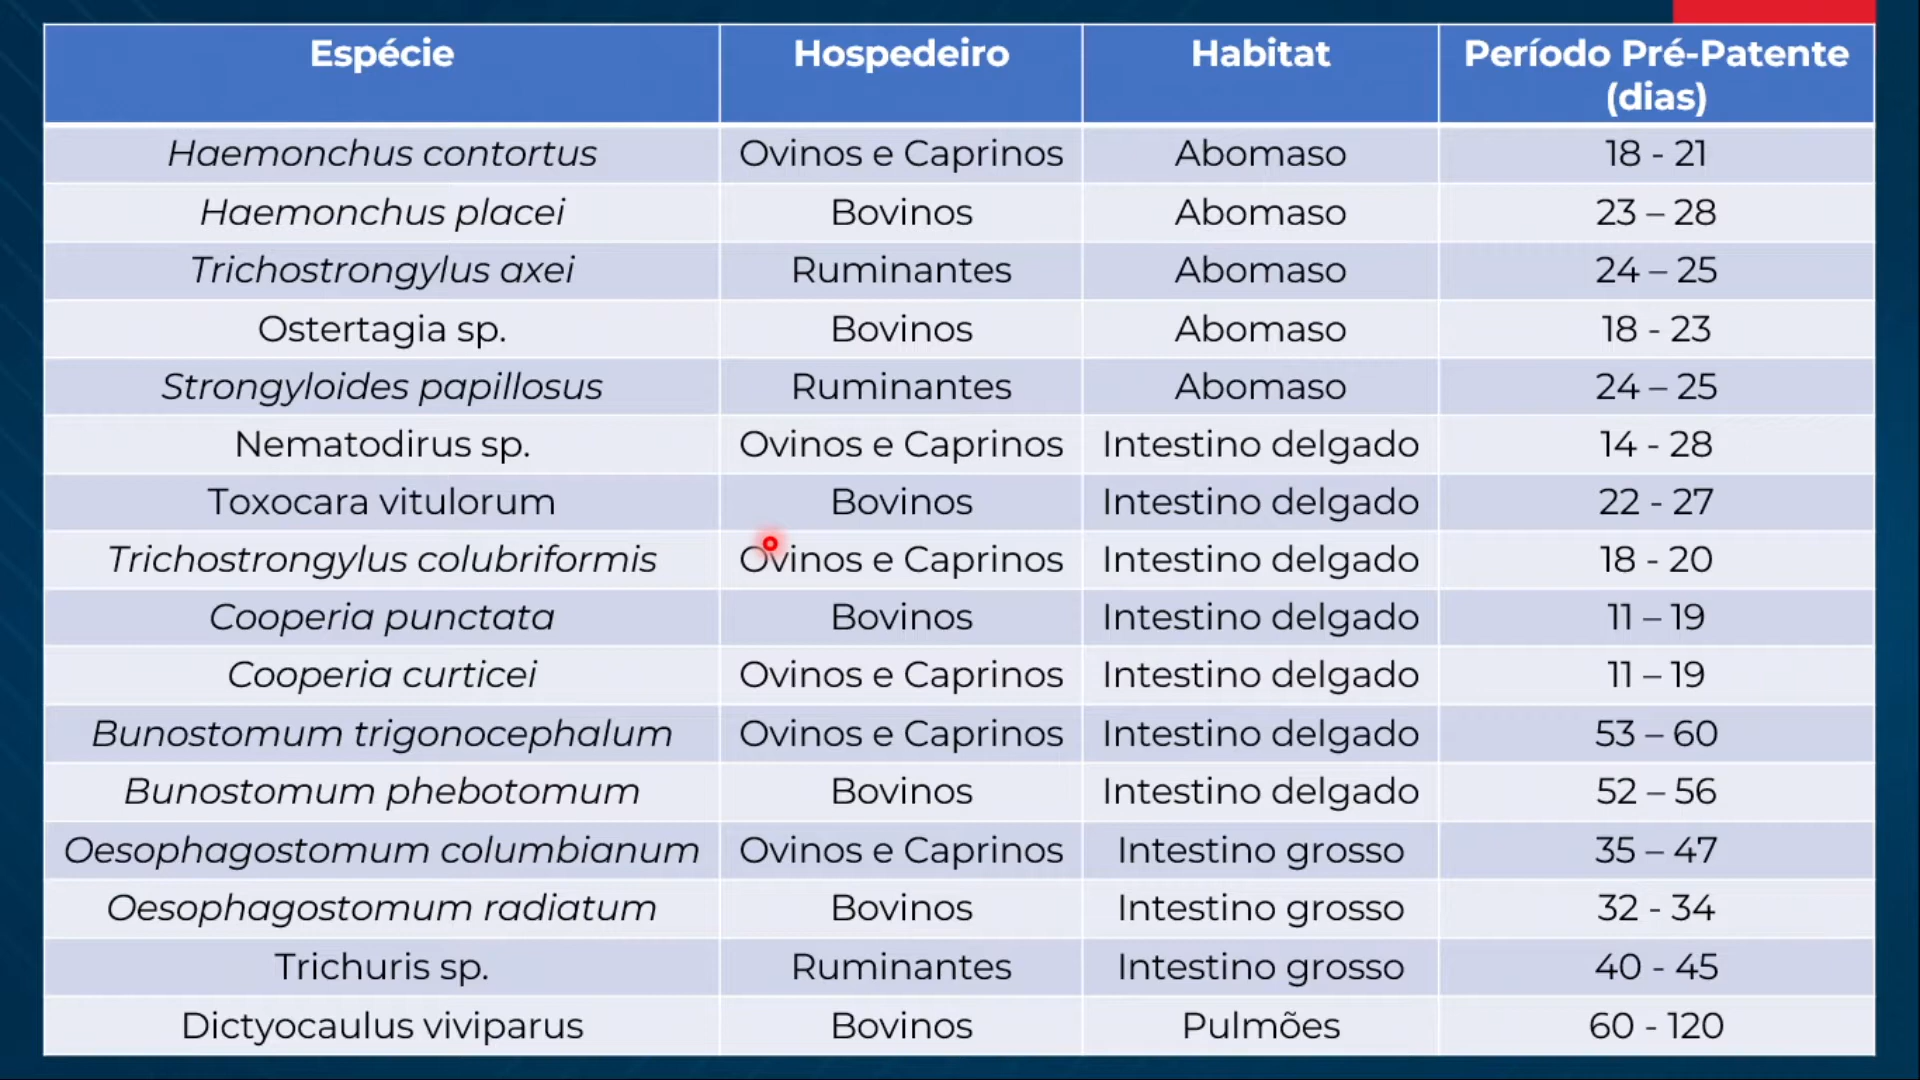 Espécie Hospedeiro Habitat Período Pré-Patente
(dias)
Haemonchus contortus Ovinos e Caprinos Abomaso 18 - 21
Haemonchus placei Bovinos Abomaso 23 – 28
Trichostrongylus axei Ruminantes Abomaso 24 – 25
Ostertagia sp. Bovinos Abomaso 18 - 23
Strongyloides papillosus Ruminantes Abomaso 24 – 25
Nematodirus sp. Ovinos e Caprinos Intestino delgado 14 - 28
Toxocara vitulorum Bovinos Intestino delgado 22 - 27
Trichostrongylus colubriformis Ovinos e Caprinos Intestino delgado 18 - 20
Cooperia punctata Bovinos Intestino delgado 11 – 19
Cooperia curticei Ovinos e Caprinos Intestino delgado 11 – 19
Bunostomum trigonocephalum Ovinos e Caprinos Intestino delgado 53 – 60
Bunostomum phebotomum Bovinos Intestino delgado 52 – 56
Oesophagostomum columbianum Ovinos e Caprinos Intestino grosso 35 – 47
Oesophagostomum radiatum Bovinos Intestino grosso 32 - 34
Trichuris sp. Ruminantes Intestino grosso 40 - 45
Dictyocaulus viviparus Bovinos Pulmões 60 - 120